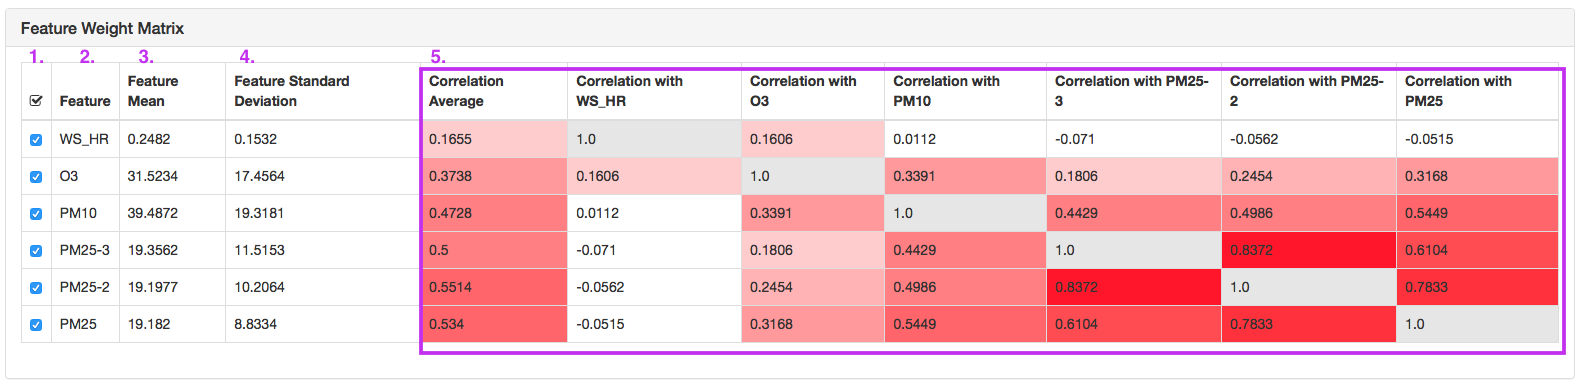 Feature Weight Matrix
1. 2. 3. 4. 5.
Feature Feature Mean Feature Standard Deviation Correlation Average Correlation with WS_HR Correlation with O3 Correlation with PM10 Correlation with PM25-3 Correlation with PM25-2 Correlation with PM25
WS_HR 0.2482 0.1532 0.1655 1.0 0.1606 0.0112 -0.071 -0.0562 -0.0515
O3 31.5234 17.4564 0.3738 0.1606 1.0 0.3391 0.1806 0.2454 0.3168
PM10 39.4872 19.3181 0.4728 0.0112 0.3391 1.0 0.4429 0.4986 0.5449
PM25-3 19.3562 11.5153 0.5 -0.071 0.1806 0.4429 1.0 0.8372 0.6104
PM25-2 19.1977 10.2064 0.5514 -0.0562 0.2454 0.4986 0.8372 1.0 0.7833
PM25 19.182 8.8334 0.534 -0.0515 0.3168 0.5449 0.6104 0.7833 1.0